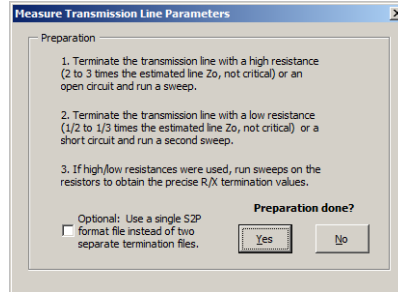 Measure Transmission Line Parameters
Preparation
1. Terminate the transmission line with a high resistance
(2 to 3 times the estimated line Zo, not critical) or an
open circuit and run a sweep.
2. Terminate the transmission line with a low resistance
(1/2 to 1/3 times the estimated line Zo, not critical) or a
short circuit and run a second sweep.
3. If high/low resistances were used, run sweeps on the
resistors to obtain the precise R/X termination values.
Optional: Use a single S2P
format file instead of two
separate termination files.
Preparation done?
Yes
No